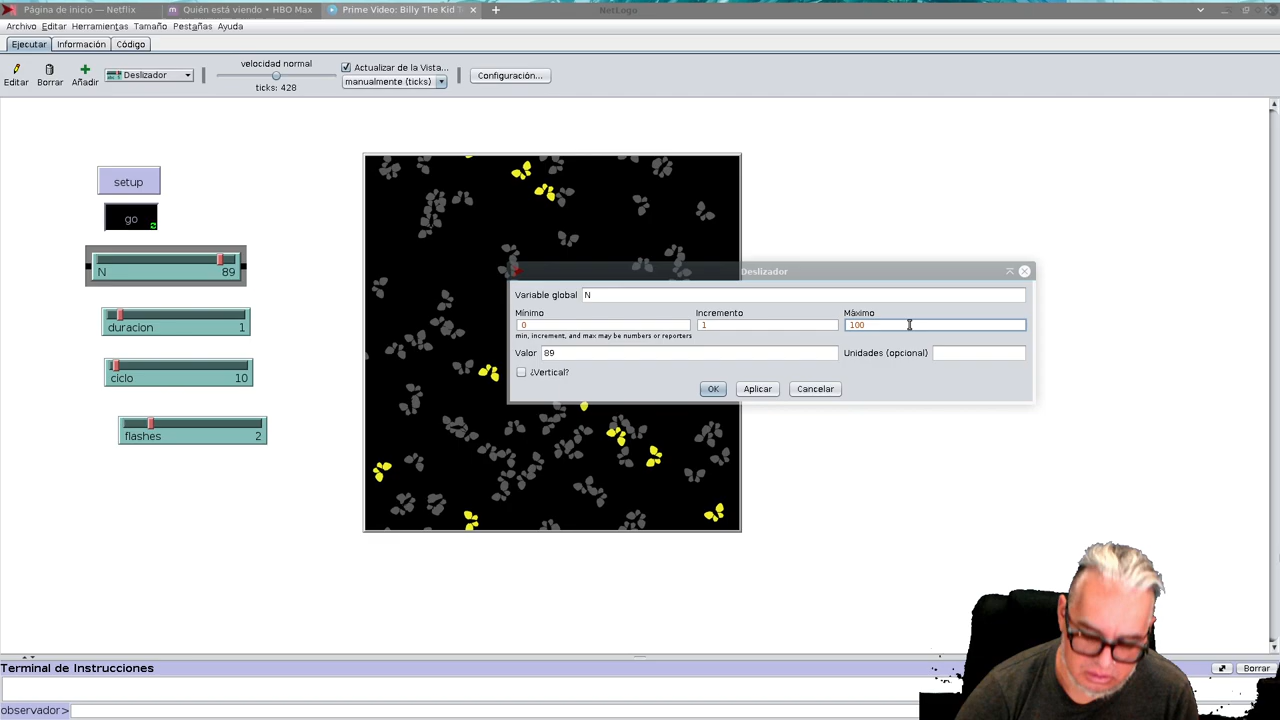 Página de inicio — Netflix
Quién está viendo • HBO Max
Prime Video: Billy The Kid
NetLogo
Archivo Editar Herramientas Tamaño Pestañas Ayuda
Ejecutar Información Código
Editar Borrar Añadir
Deslizador
velocidad normal
ticks: 428
Actualizar de la Vista...
manualmente (ticks)
Configuración...
setup
go
N 89
duracion 1
ciclo 10
flashes 2
Deslizador
Variable global N
Mínimo Incremento Máximo
0 1 100
min, increment, and max may be numbers or reporters
Valor 89 Unidades (opcional)
¿Vertical?
OK Aplicar Cancelar
Terminal de Instrucciones
Borrar
observador>